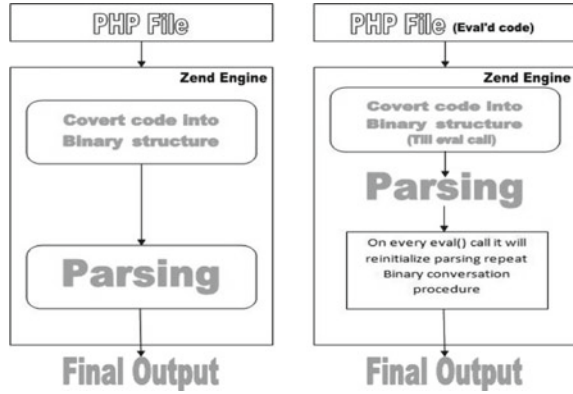 PHP File
Zend Engine
Covert code into
Binary structure
Parsing
Final Output
PHP File (Eval'd code)
Zend Engine
Covert code into
Binary structure
(Till eval call)
Parsing
On every eval() call it will
reinitialize parsing repeat
Binary conversation
procedure
Final Output